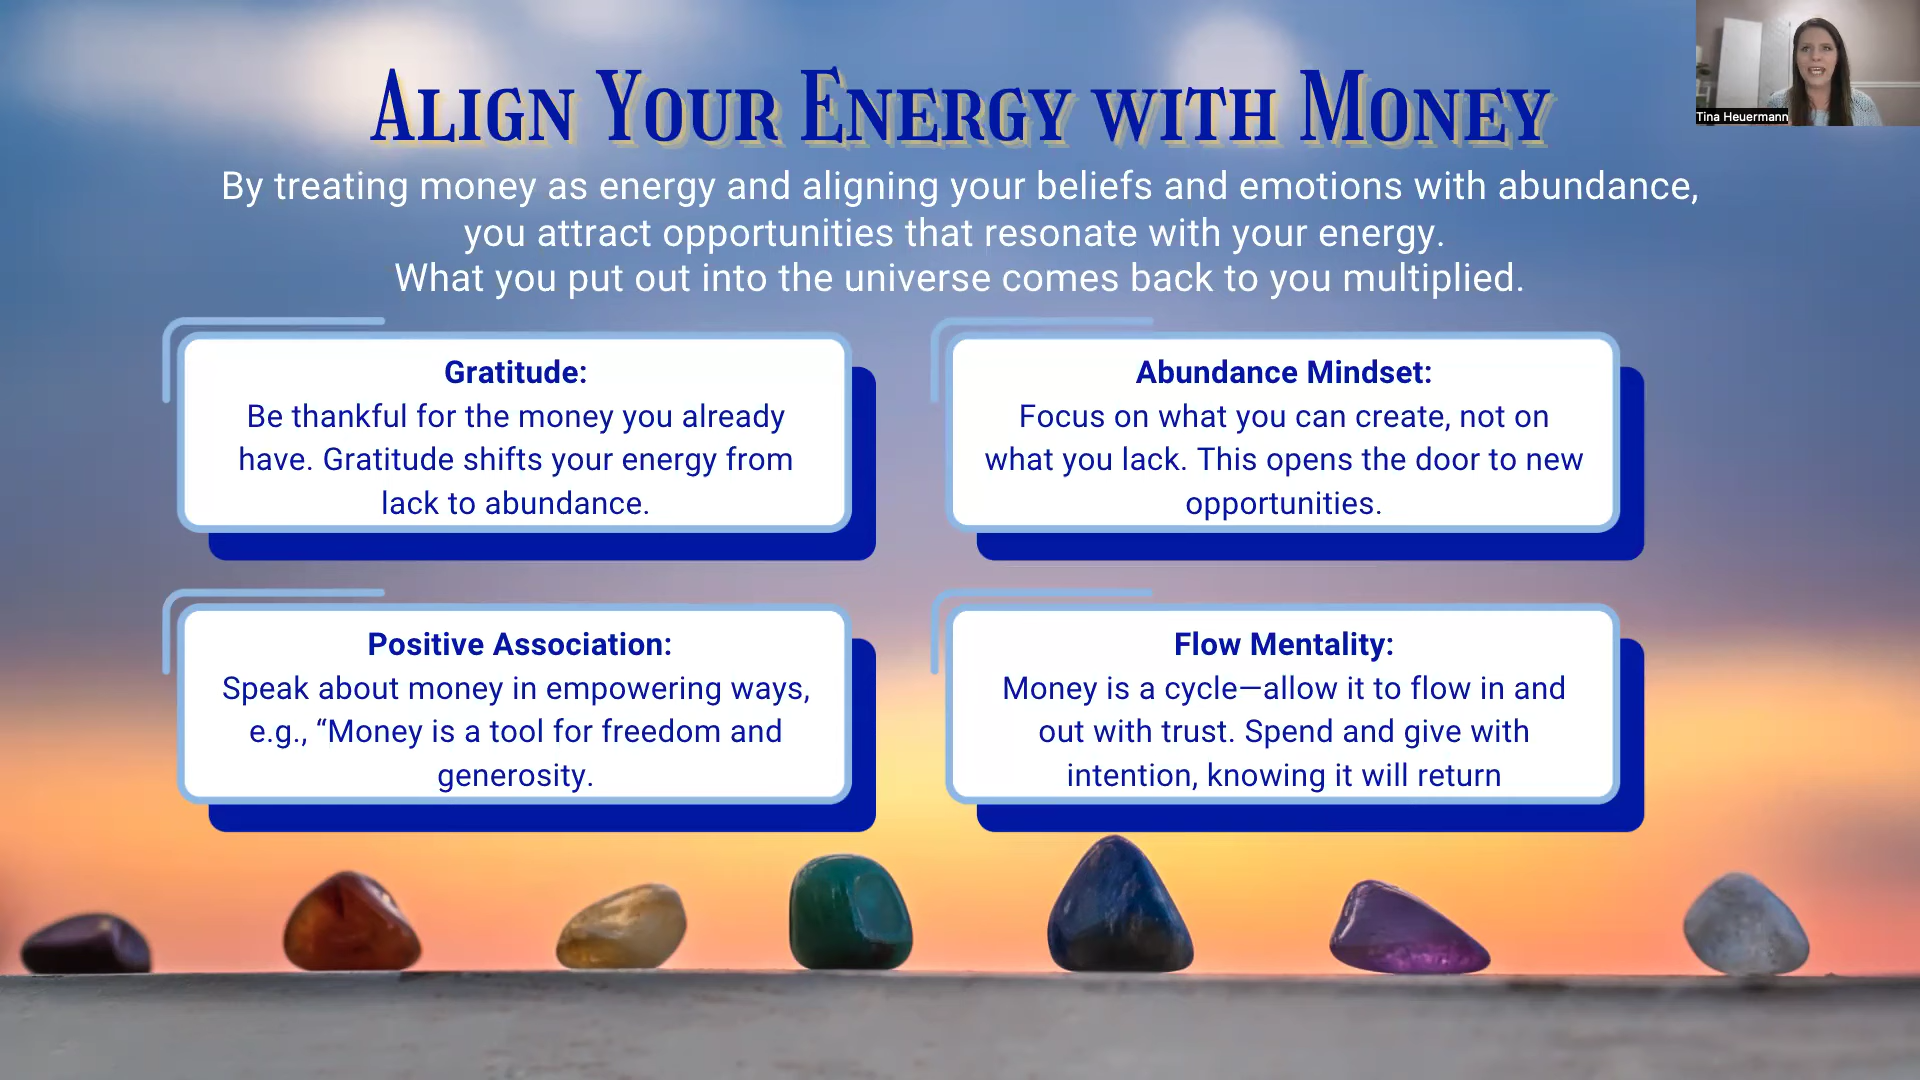 Align Your Energy with Money
Tina Heuermann
By treating money as energy and aligning your beliefs and emotions with abundance,
you attract opportunities that resonate with your energy.
What you put out into the universe comes back to you multiplied.
Gratitude:
Be thankful for the money you already
have. Gratitude shifts your energy from
lack to abundance.
Abundance Mindset:
Focus on what you can create, not on
what you lack. This opens the door to new
opportunities.
Positive Association:
Speak about money in empowering ways,
e.g., “Money is a tool for freedom and
generosity.
Flow Mentality:
Money is a cycle—allow it to flow in and
out with trust. Spend and give with
intention, knowing it will return